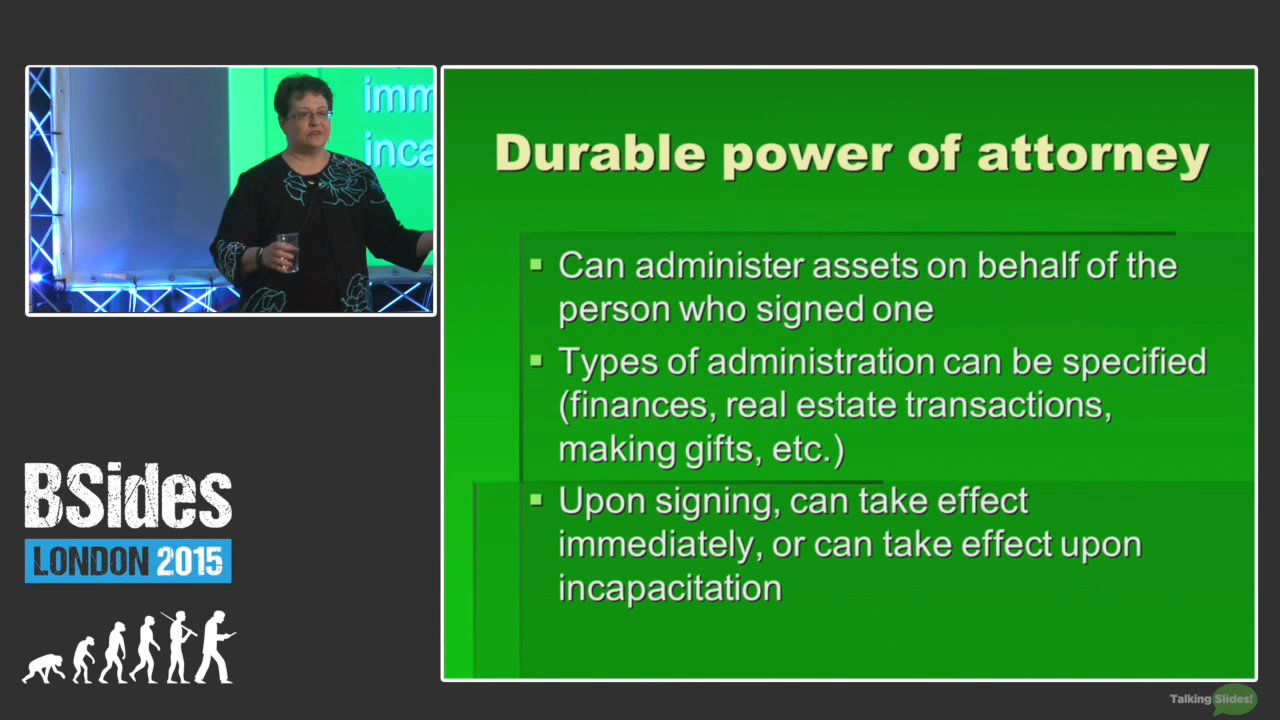 imm
inca
Durable power of attorney
▪ Can administer assets on behalf of the
person who signed one
▪ Types of administration can be specified
(finances, real estate transactions,
making gifts, etc.)
▪ Upon signing, can take effect
immediately, or can take effect upon
incapacitation
BSides
LONDON 2015
Talking Slides!